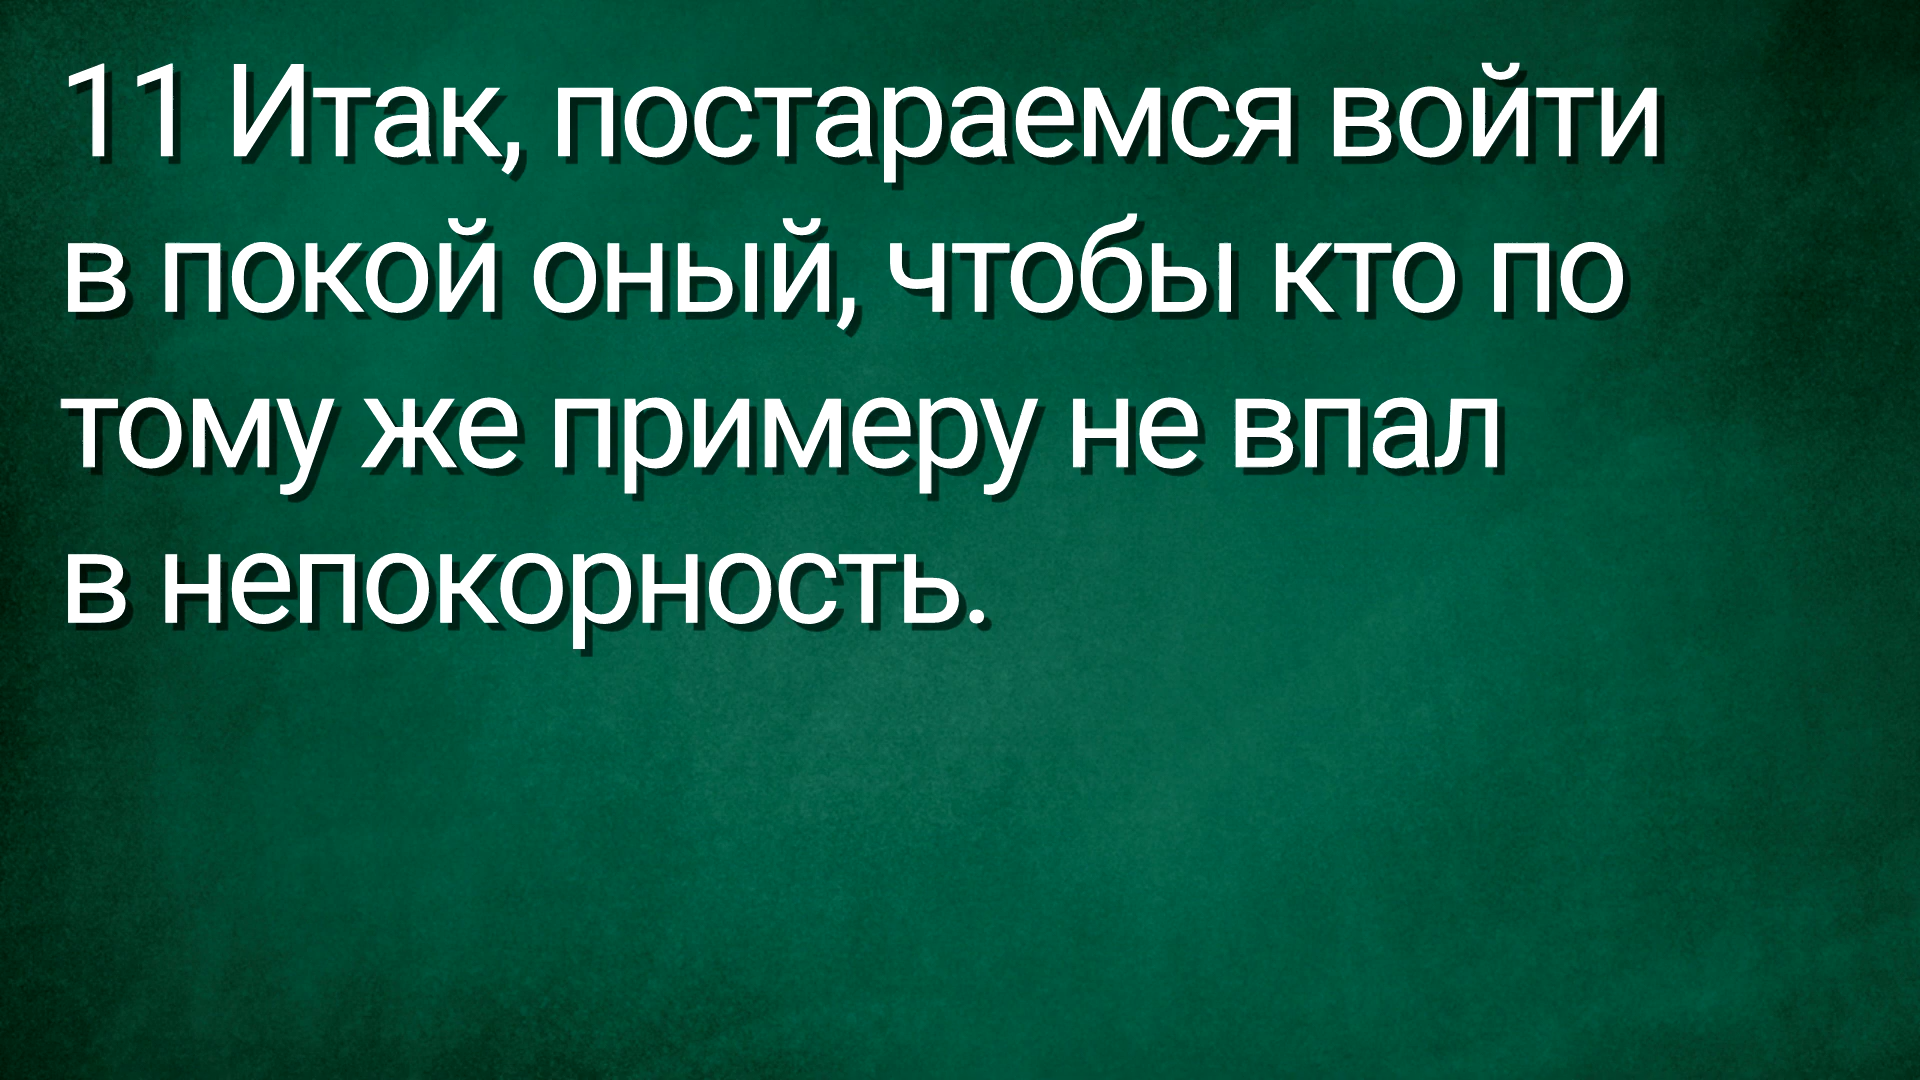 11 Итак, постараемся войти
в покой оный, чтобы кто по
тому же примеру не впал
в непокорность.